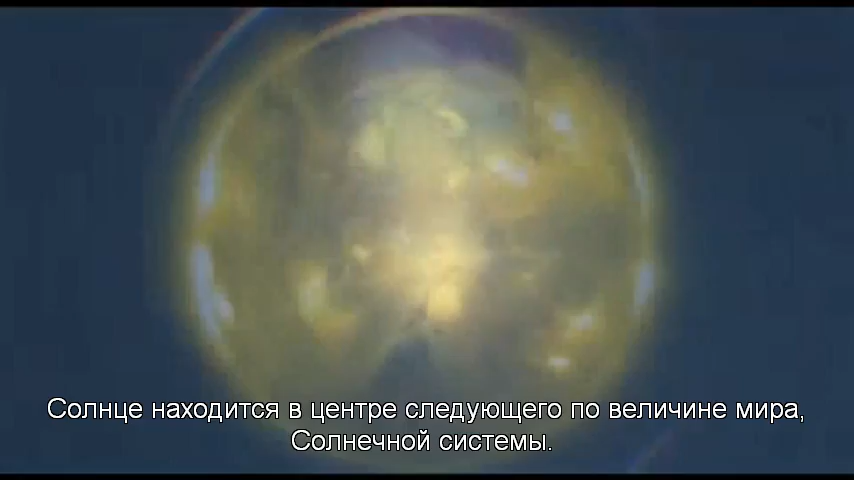 Солнце находится в центре следующего по величине мира,
Солнечной системы.